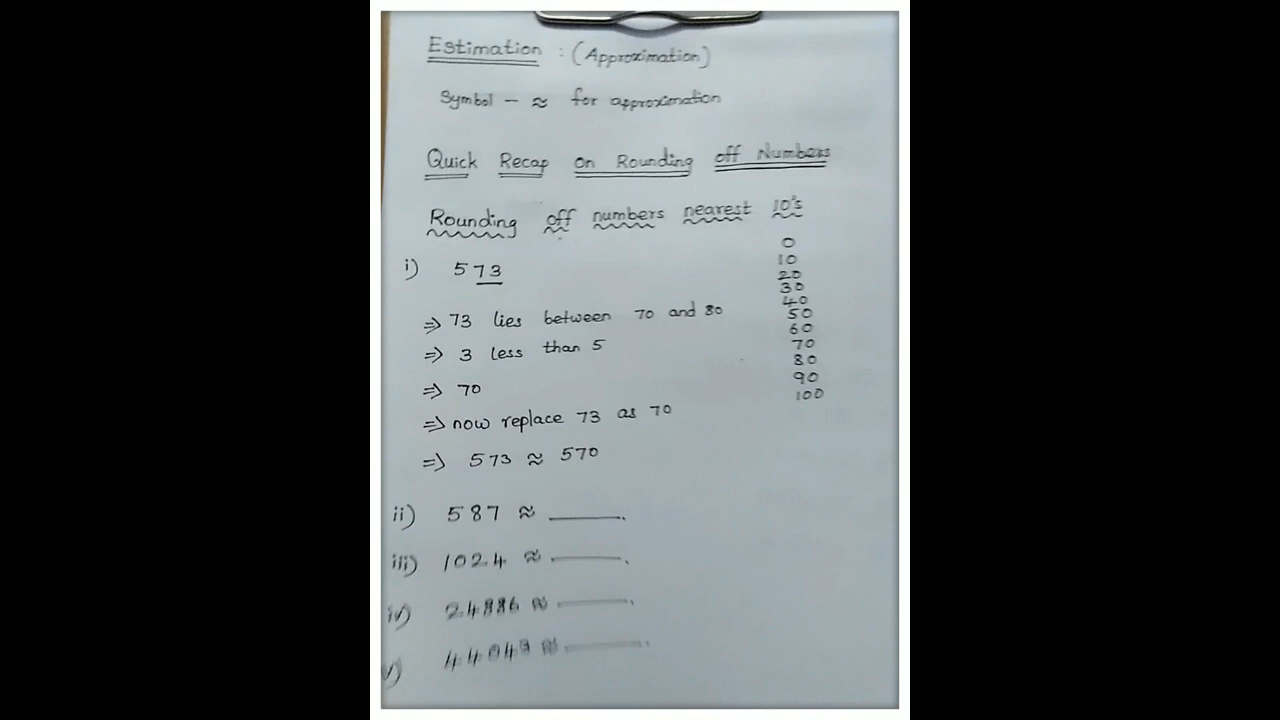 Estimation : (Approximation)
Symbol - ≈ for approximation
Quick Recap on Rounding off Numbers
Rounding off numbers nearest 10's
0
10
20
30
40
50
60
70
80
90
100
i) 573
⇒ 73 lies between 70 and 80
⇒ 3 less than 5
⇒ 70
⇒ now replace 73 as 70
⇒ 573 ≈ 570
ii) 587 ≈ ______.
iii) 1024 ≈ ______.
iv) 24886 ≈ ______.
v) 44043 ≈ ______.